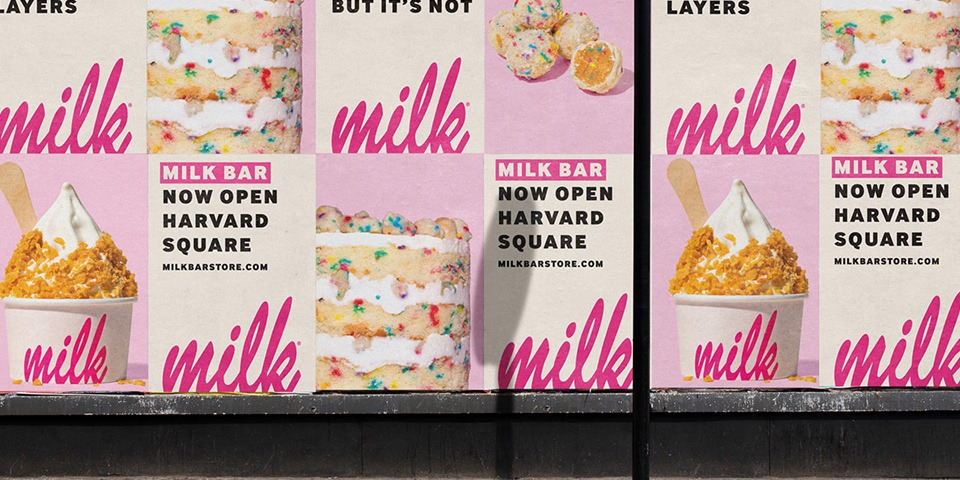 LAYERS
BUT IT'S NOT
LAYERS
milk
milk
milk
MILK BAR
NOW OPEN
HARVARD
SQUARE
MILKBARSTORE.COM
milk
milk
MILK BAR
NOW OPEN
HARVARD
SQUARE
MILKBARSTORE.COM
milk
MILK BAR
NOW OPEN
HARVARD
SQUARE
MILKBARSTORE.COM
milk
milk